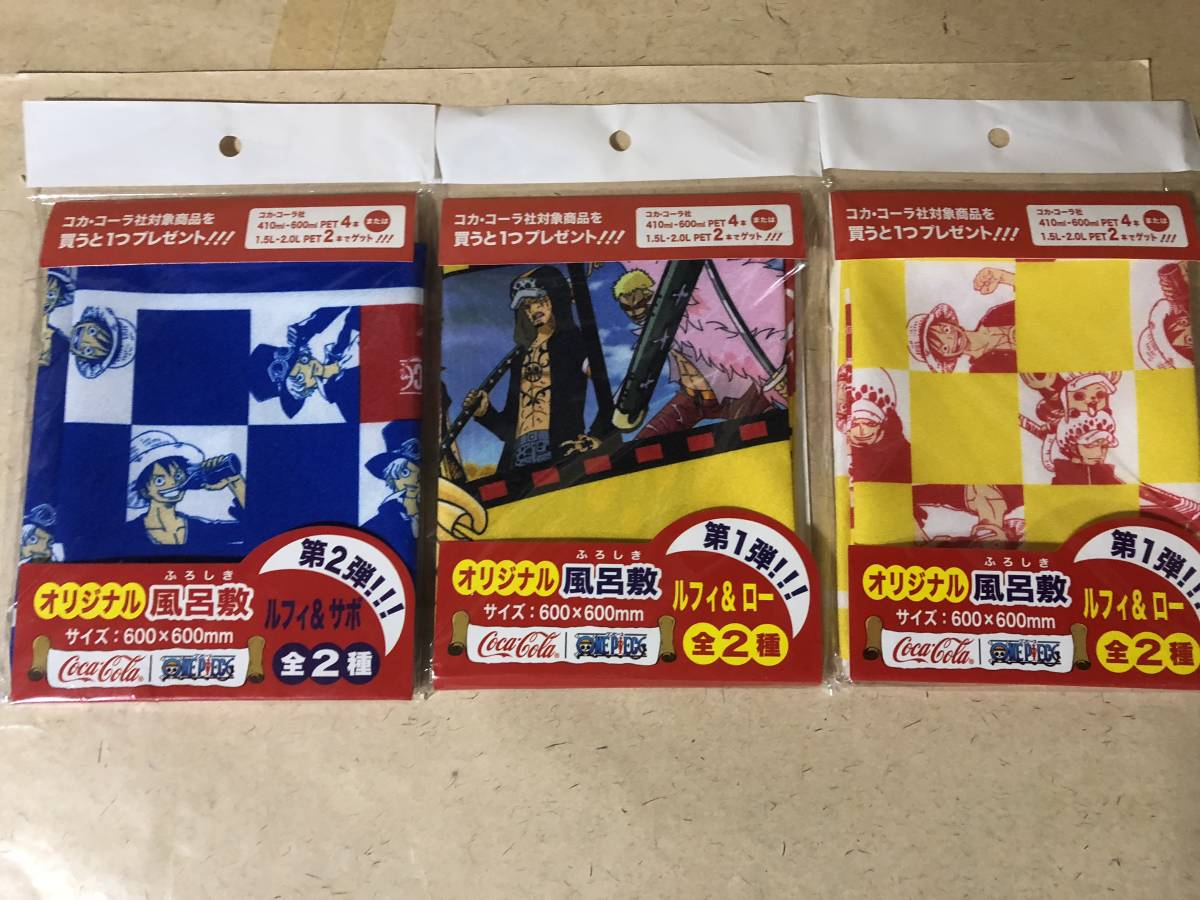 コカ・コーラ社対象商品を
買うと1つプレゼント!!!
コカ・コーラ社
410ml-600ml PET 4本 または
1.5L-2.0L PET 2本でゲット!!!
第2弾!!!
ふろしき
オリジナル 風呂敷
ルフィ& サボ
サイズ:600×600mm
全2種
Coca-Cola® ONE PIECE
コカ・コーラ社対象商品を
買うと1つプレゼント!!!
コカ・コーラ社
410ml-600ml PET 4本 または
1.5L-2.0L PET 2本でゲット!!!
第1弾!!!
ふろしき
オリジナル 風呂敷
ルフィ& ロー
サイズ:600×600mm
全2種
Coca-Cola® ONE PIECE
コカ・コーラ社対象商品を
買うと1つプレゼント!!!
コカ・コーラ社
410ml-600ml PET 4本 または
1.5L-2.0L PET 2本でゲット!!!
第1弾!!
ふろしき
オリジナル 風呂敷
ルフィ& ロー
サイズ:600×600mm
全2種
Coca-Cola® ONE PIECE